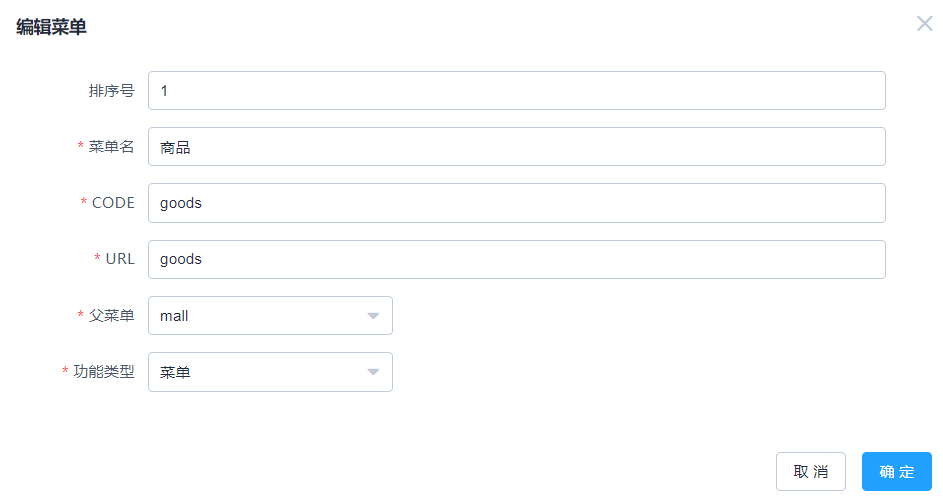 编辑菜单
排序号 1
* 菜单名 商品
* CODE goods
* URL goods
* 父菜单 mall
* 功能类型 菜单
取 消 确 定